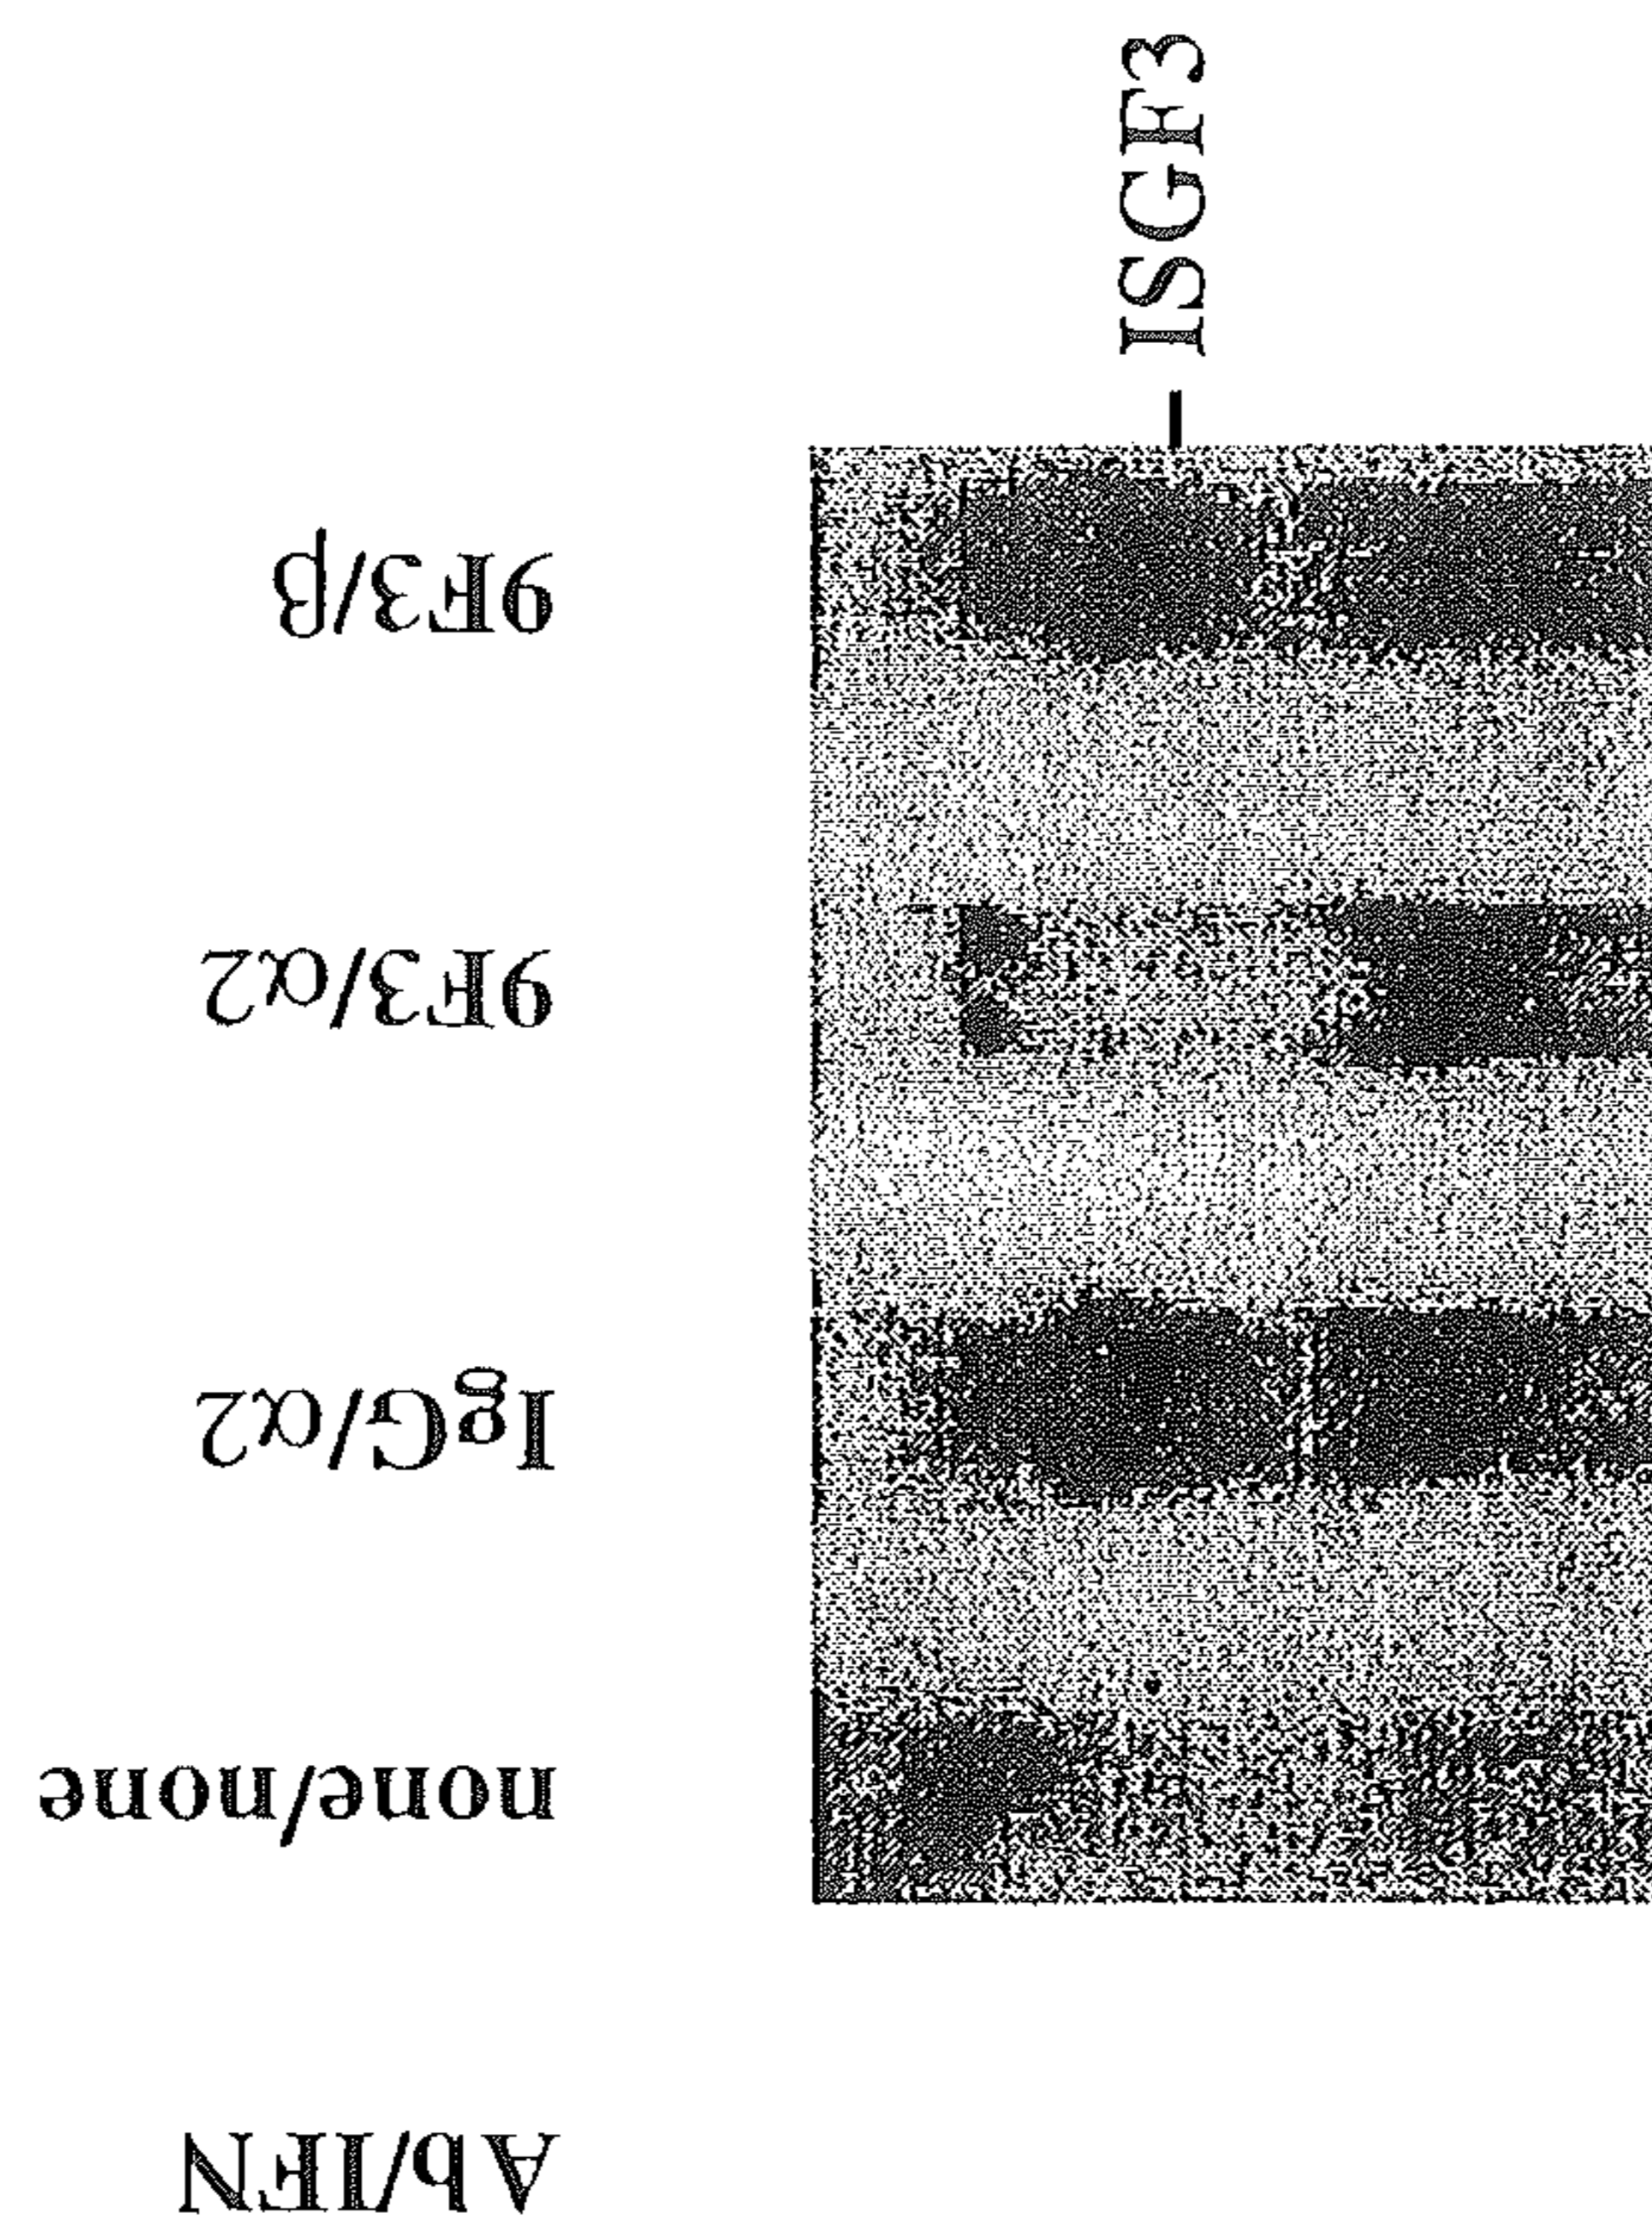 ISGF3
9F3/β
9F3/α2
IgG/α2
none/none
Ab/IFN